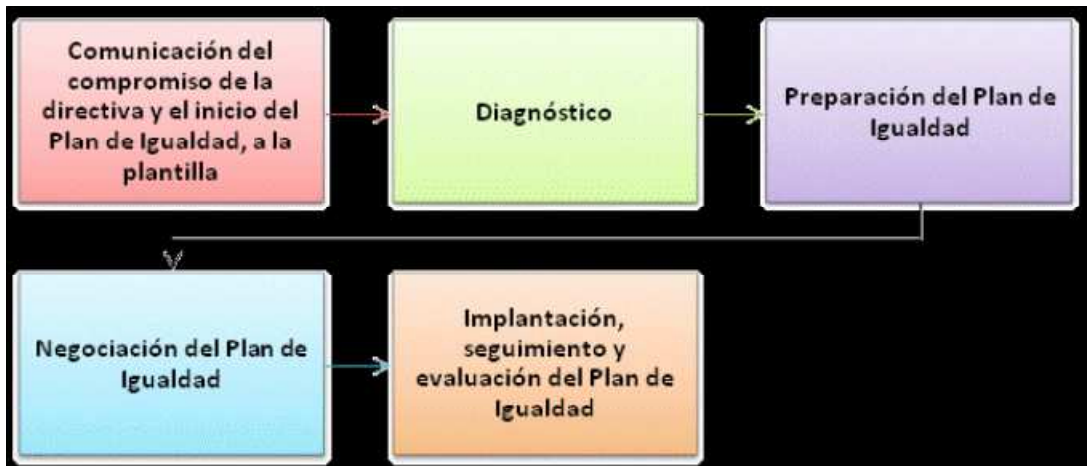 Comunicación del
compromiso de la
directiva y el inicio del
Plan de Igualdad, a la
plantilla
Diagnóstico
Preparación del Plan de
Igualdad
Negociación del Plan de
Igualdad
Implantación,
seguimiento y
evaluación del Plan de
Igualdad